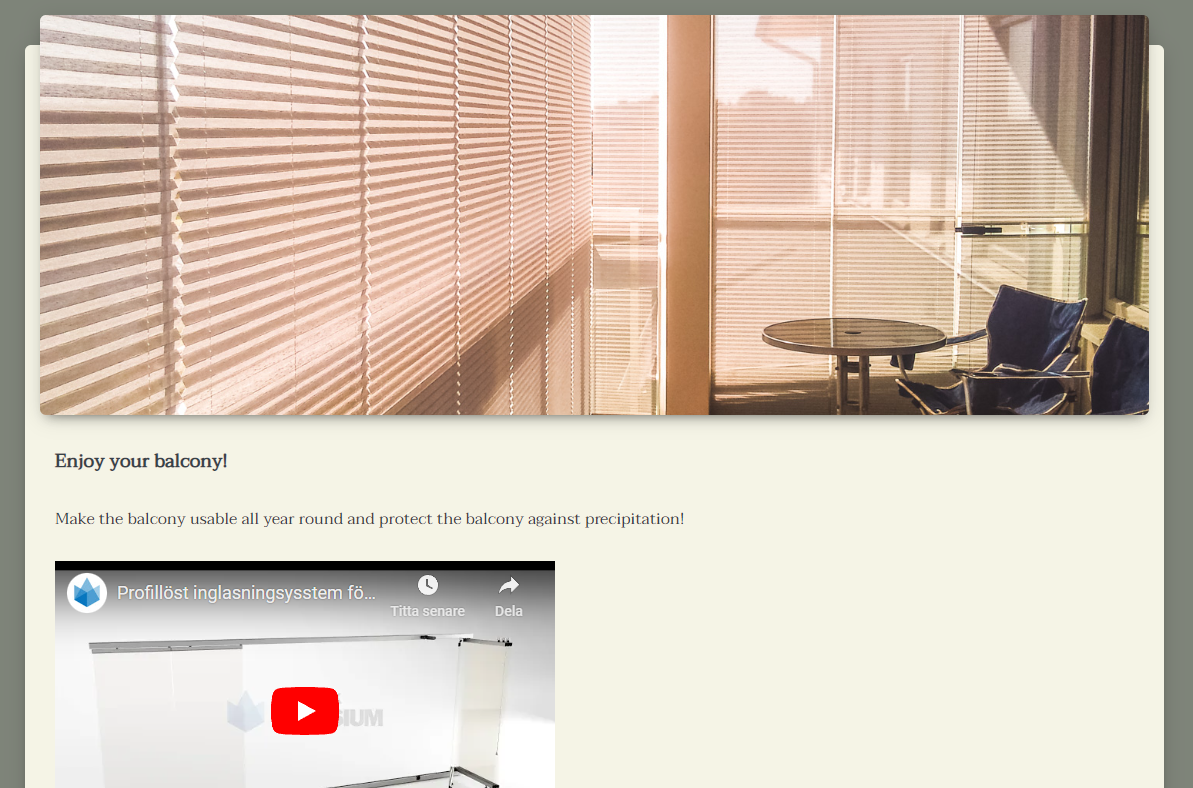 Enjoy your balcony!
Make the balcony usable all year round and protect the balcony against precipitation!
Profillöst inglasningsysstem fö...
Titta senare
Dela
IUM